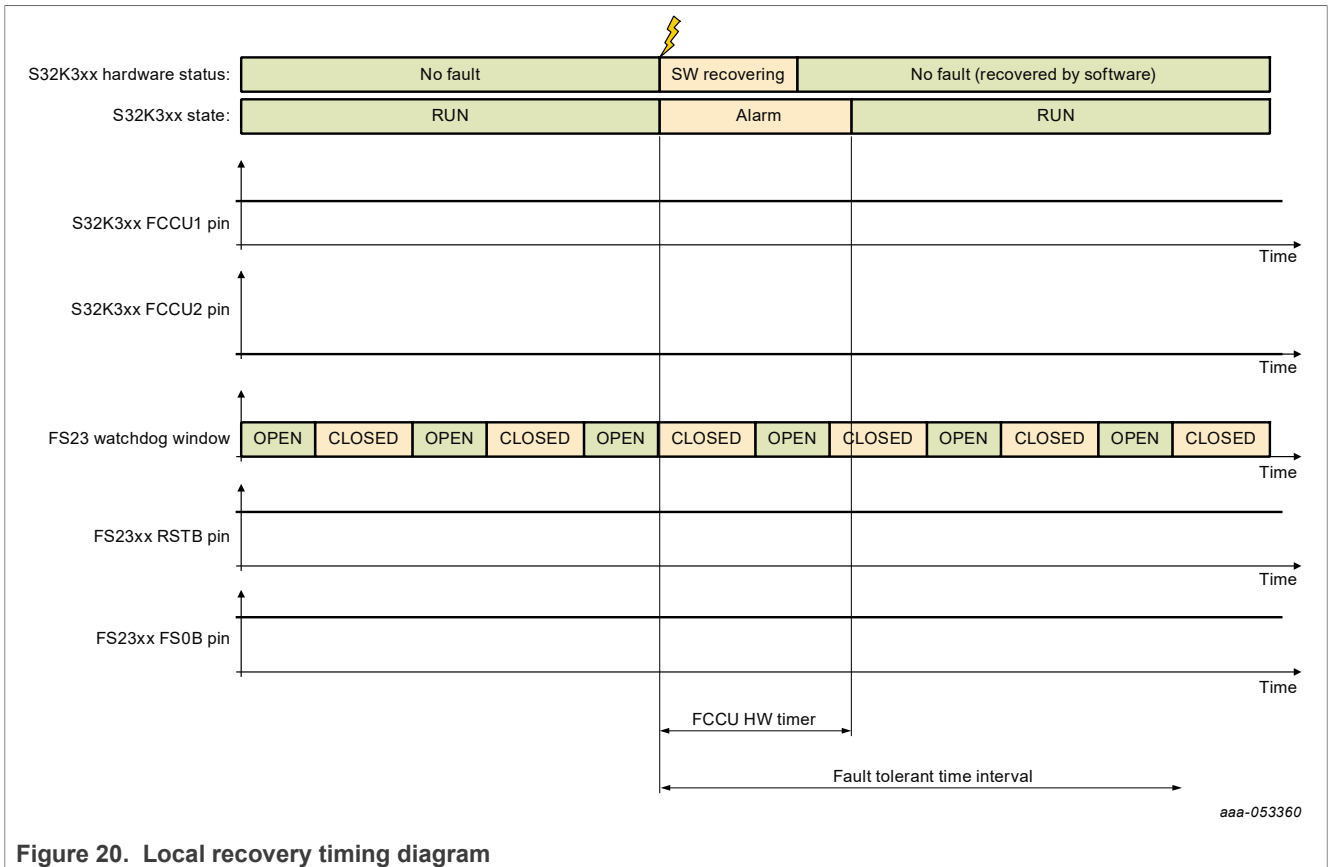 S32K3xx hardware status:
No fault
SW recovering
No fault (recovered by software)
S32K3xx state:
RUN
Alarm
RUN
S32K3xx FCCU1 pin
Time
S32K3xx FCCU2 pin
Time
FS23 watchdog window
OPEN
CLOSED
OPEN
CLOSED
OPEN
CLOSED
OPEN
CLOSED
OPEN
CLOSED
OPEN
CLOSED
Time
FS23xx RSTB pin
Time
FS23xx FS0B pin
Time
FCCU HW timer
Fault tolerant time interval
aaa-053360
Figure 20. Local recovery timing diagram